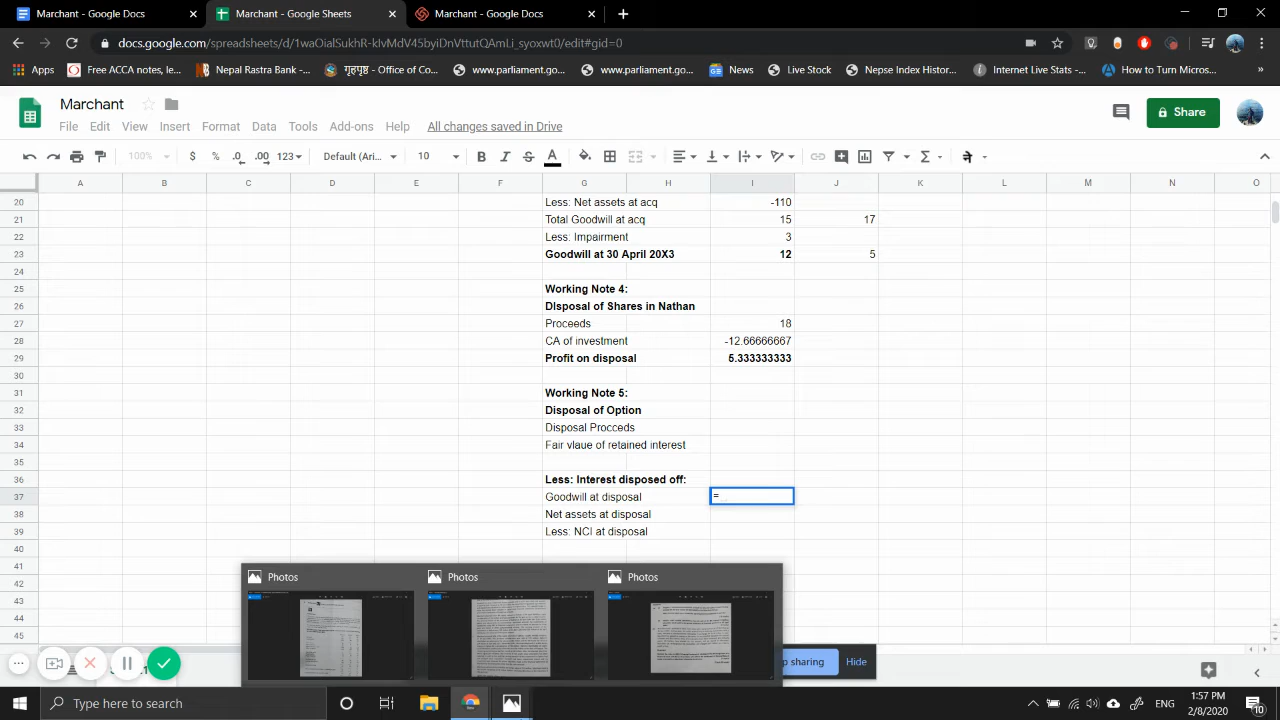 Marchant - Google Docs
Marchant - Google Sheets
Marchant - Google Docs
docs.google.com/spreadsheets/d/1waOialSukhR-klvMdV45byiDnVttutQAmLi_syoxwt0/edit#gid=0
Apps
Free ACCA notes, le...
Nepal Rastra Bank -...
गृहपृष्ठ - Office of Co...
www.parliament.go...
www.parliament.go...
News
Live Stock
Nepse Index Histor...
Internet Live Stats -...
How to Turn Micros...
»
Marchant
File Edit View Insert Format Data Tools Add-ons Help All changes saved in Drive
Share
100% $ % .0 .00 123 Default (Ari... 10 B I S A
A B C D E F G H I J K L M N O
20 Less: Net assets at acq -110
21 Total Goodwill at acq 15 17
22 Less: Impairment 3
23 Goodwill at 30 April 20X3 12 5
24
25 Working Note 4:
26 DIsposal of Shares in Nathan
27 Proceeds 18
28 CA of investment -12.66666667
29 Profit on disposal 5.333333333
30
31 Working Note 5:
32 Disposal of Option
33 Disposal Procceds
34 Fair vlaue of retained interest
35
36 Less: Interest disposed off:
37 Goodwill at disposal =
38 Net assets at disposal
39 Less: NCI at disposal
40
41
42
43
44
45
Photos
Photos
Photos
p sharing
Hide
Type here to search
ENG
1:57 PM
2/8/2020
10